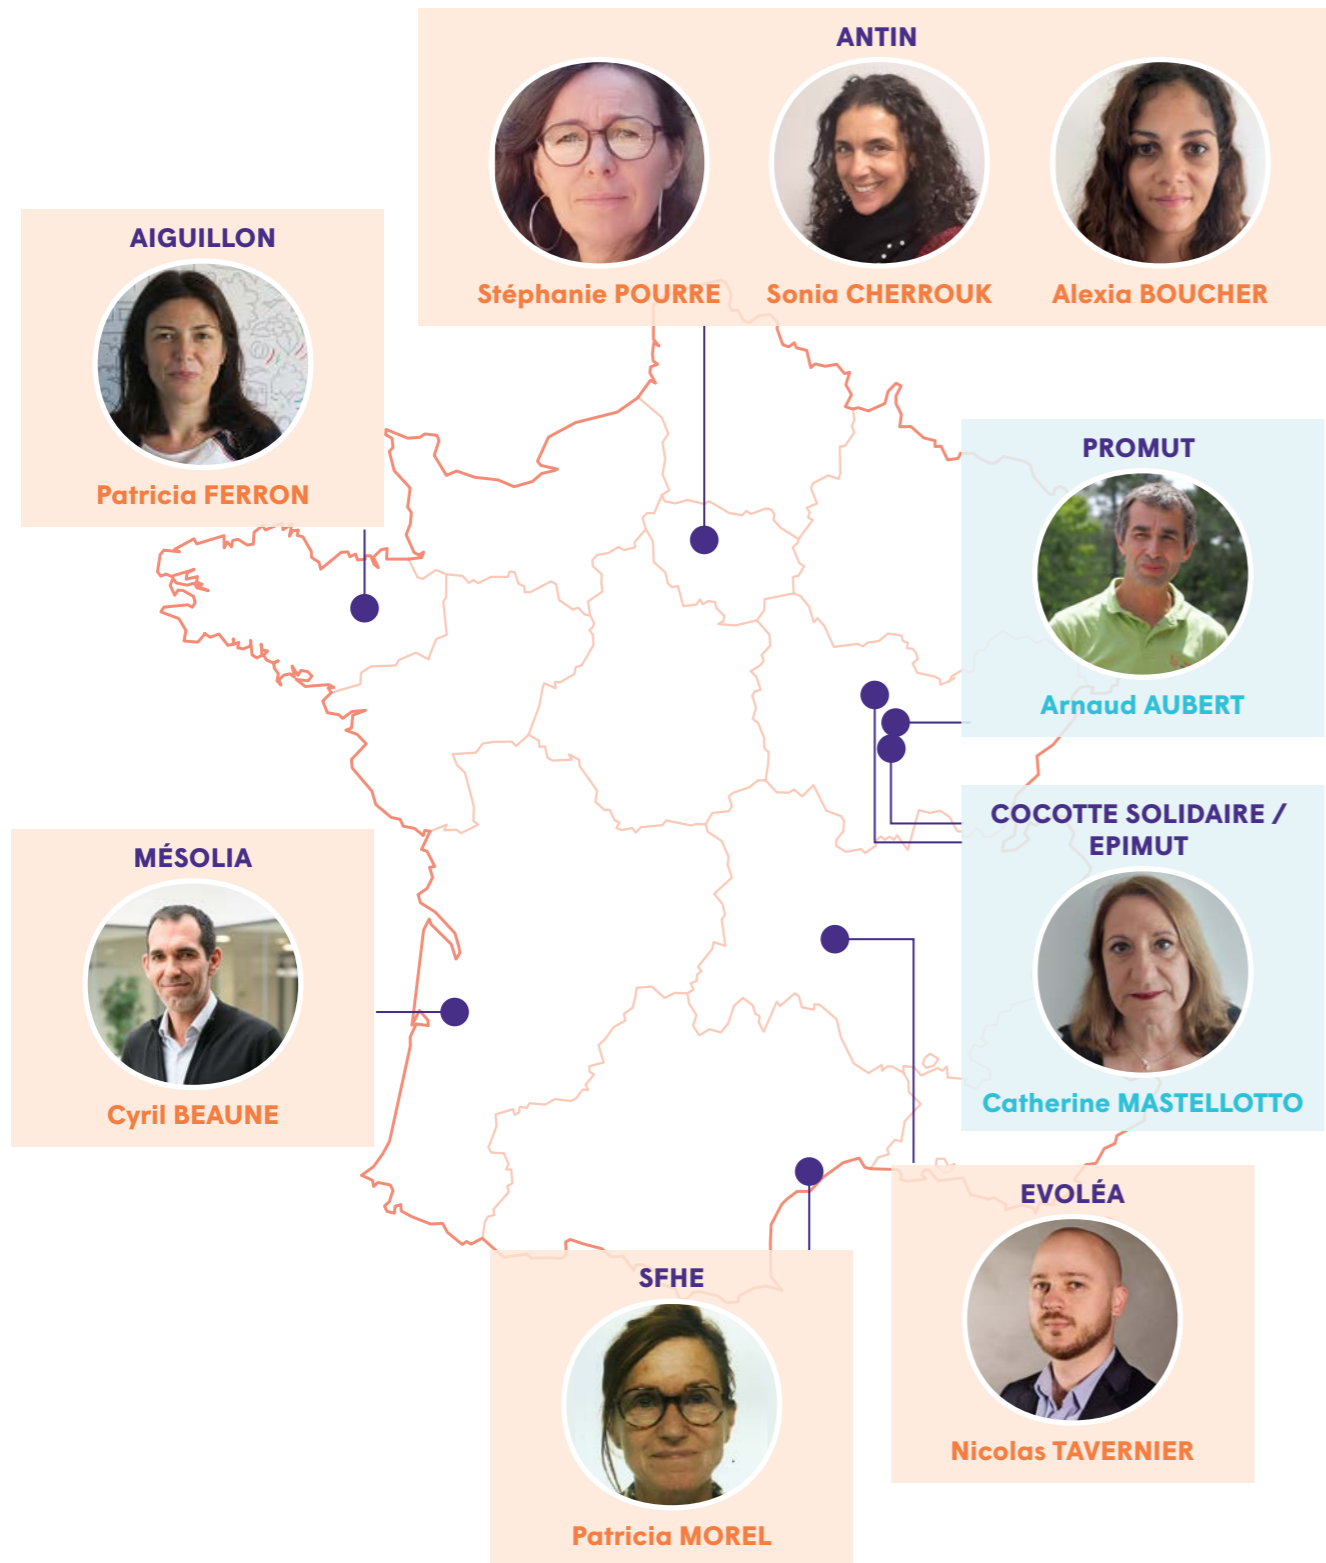 ANTIN
Stéphanie POURRE
Sonia CHERROUK
Alexia BOUCHER
AIGUILLON
Patricia FERRON
PROMUT
Arnaud AUBERT
COCOTTE SOLIDAIRE /
EPIMUT
Catherine MASTELLOTTO
MÉSOLIA
Cyril BEAUNE
EVOLÉA
Nicolas TAVERNIER
SFHE
Patricia MOREL